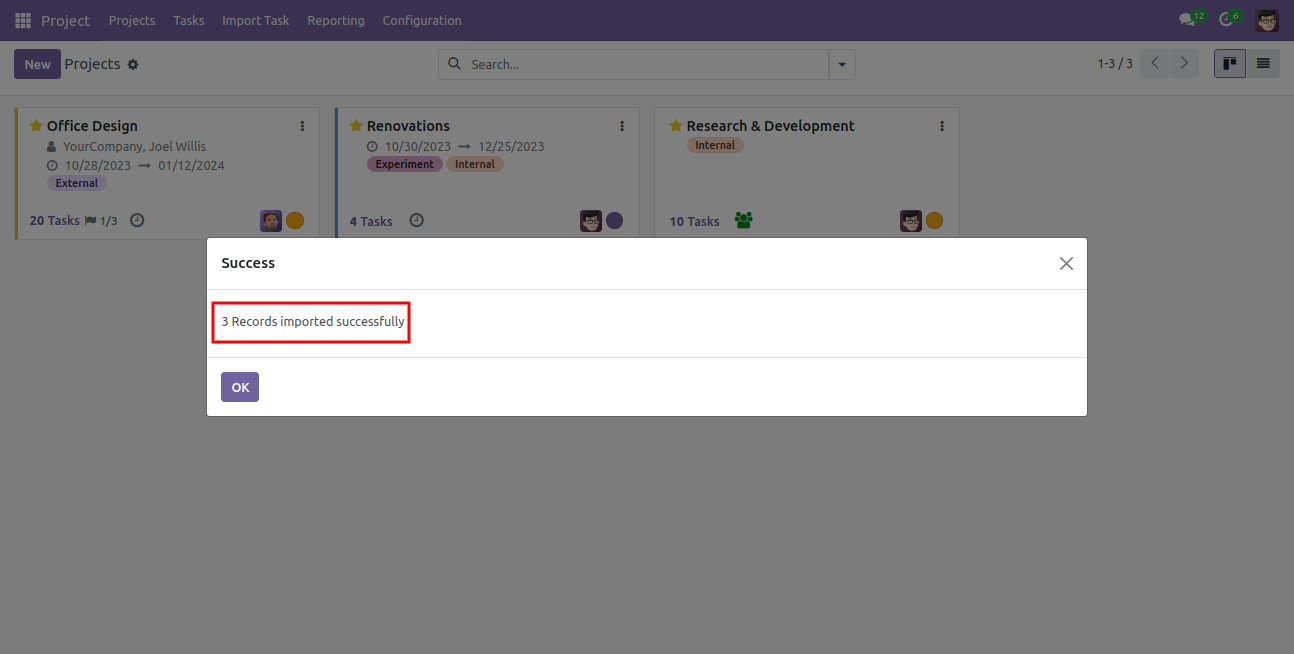 Project Projects Tasks Import Task Reporting Configuration 12 6
New Projects Search... 1-3 / 3
Office Design
YourCompany, Joel Willis
10/28/2023 → 01/12/2024
External
20 Tasks 1/3
Renovations
10/30/2023 → 12/25/2023
Experiment Internal
4 Tasks
Research & Development
Internal
10 Tasks
Success
3 Records imported successfully
OK